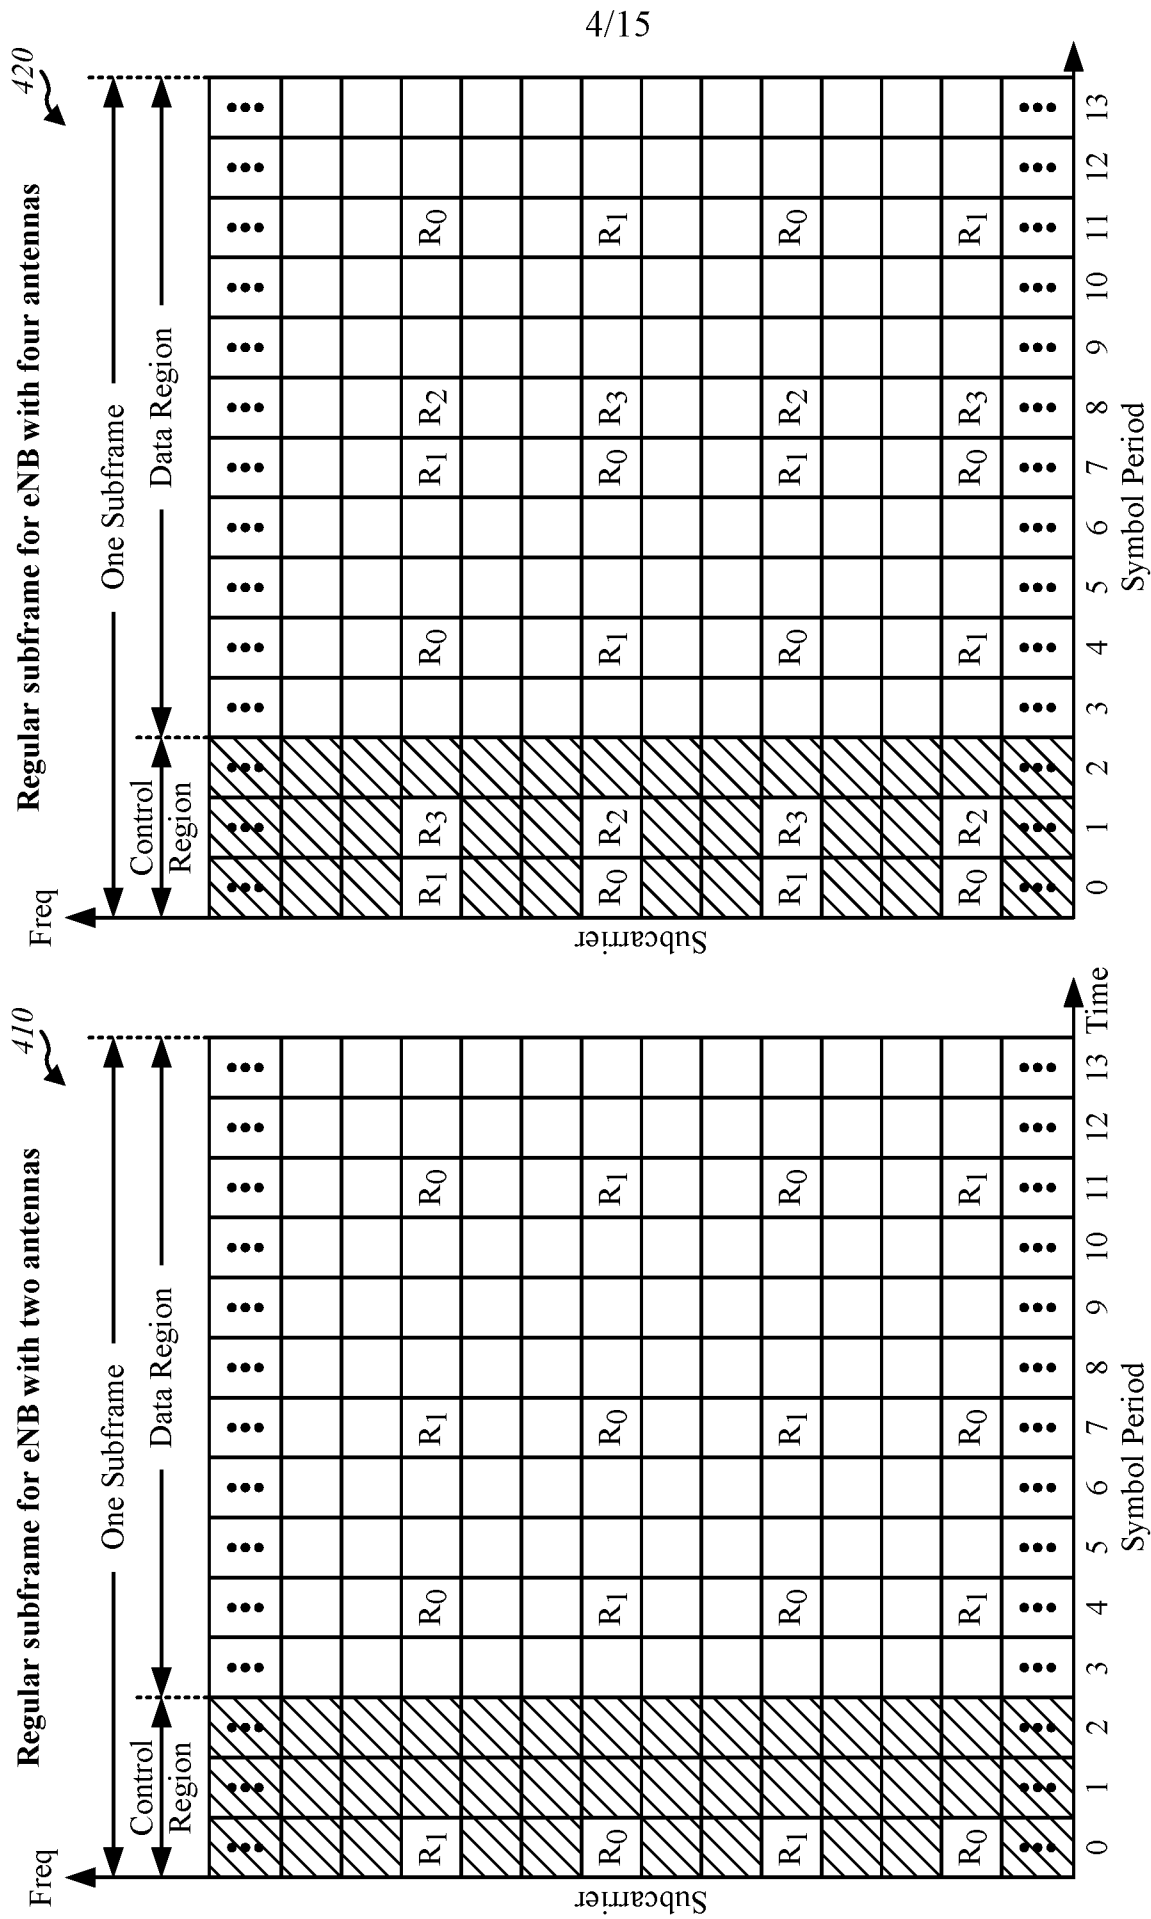 4/15
Regular subframe for eNB with two antennas
410
Freq
One Subframe
Control
Region
Data Region
Subcarrier
R1 R0 R1 R0
R0 R1 R0 R1
R1 R0 R1 R0
R0 R1 R0 R1
0 1 2 3 4 5 6 7 8 9 10 11 12 13
Time
Symbol Period
Regular subframe for eNB with four antennas
420
Freq
One Subframe
Control
Region
Data Region
Subcarrier
R1 R3 R0 R1 R2 R0
R0 R2 R1 R0 R3 R1
R1 R3 R0 R1 R2 R0
R0 R2 R1 R0 R3 R1
0 1 2 3 4 5 6 7 8 9 10 11 12 13
Symbol Period